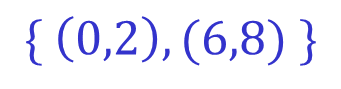 { (0,2), (6,8) }